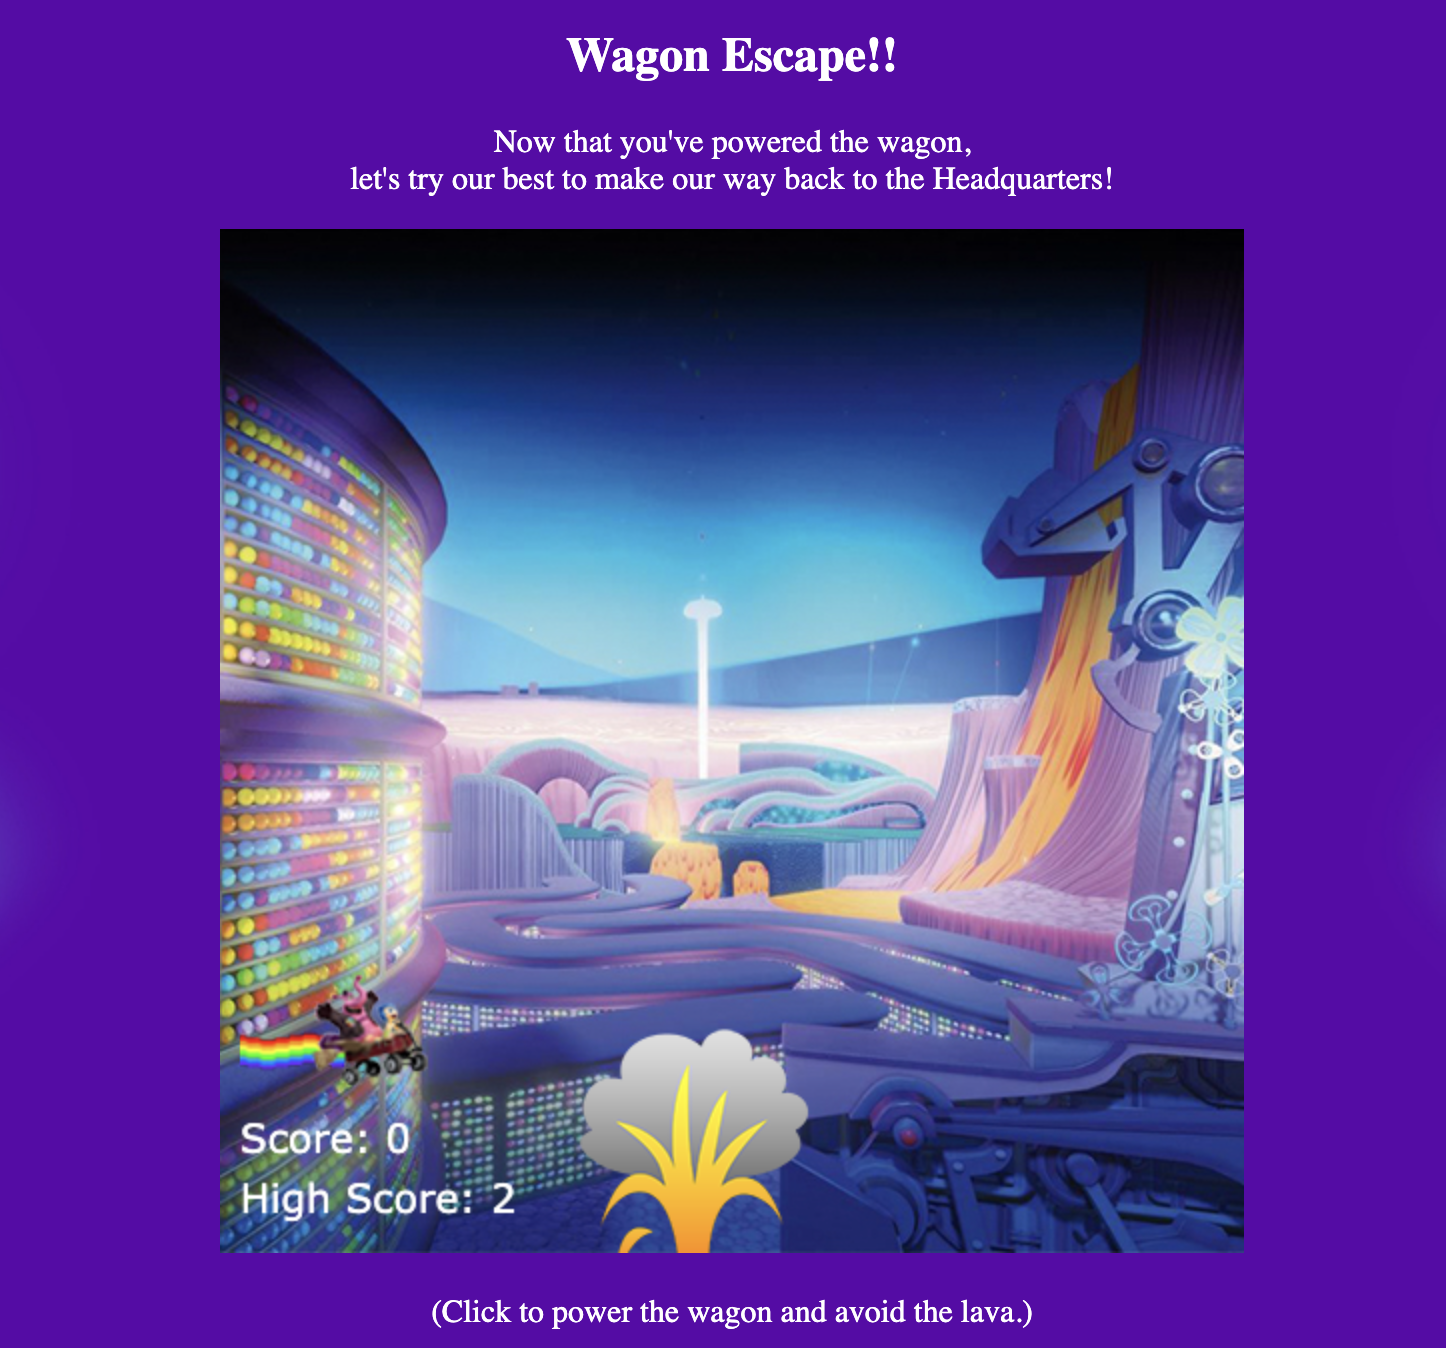 Wagon Escape!!
Now that you've powered the wagon,
let's try our best to make our way back to the Headquarters!
Score: 0
High Score: 2
(Click to power the wagon and avoid the lava.)